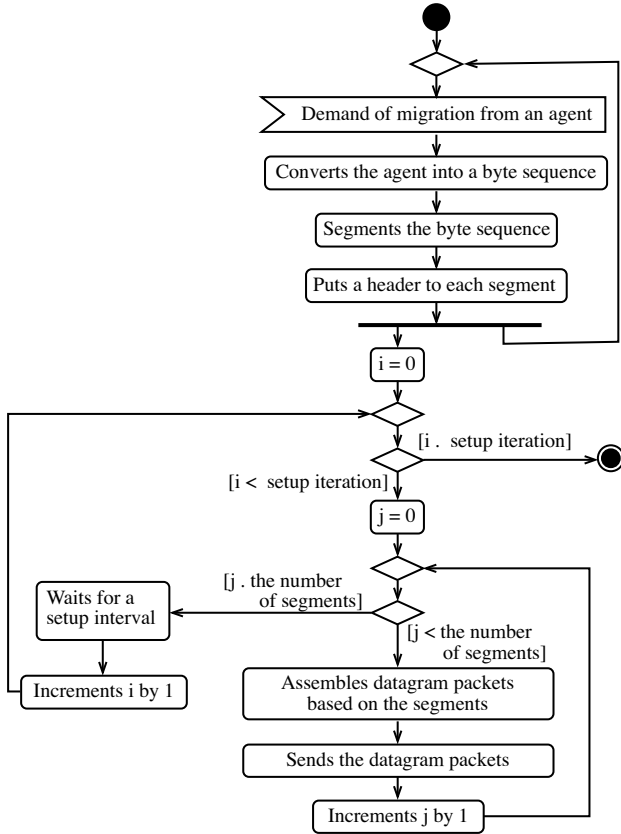 Demand of migration from an agent
Converts the agent into a byte sequence
Segments the byte sequence
Puts a header to each segment
i = 0
[i . setup iteration]
[i < setup iteration]
j = 0
[j . the number
of segments]
Waits for a
setup interval
[j < the number
of segments]
Increments i by 1
Assembles datagram packets
based on the segments
Sends the datagram packets
Increments j by 1